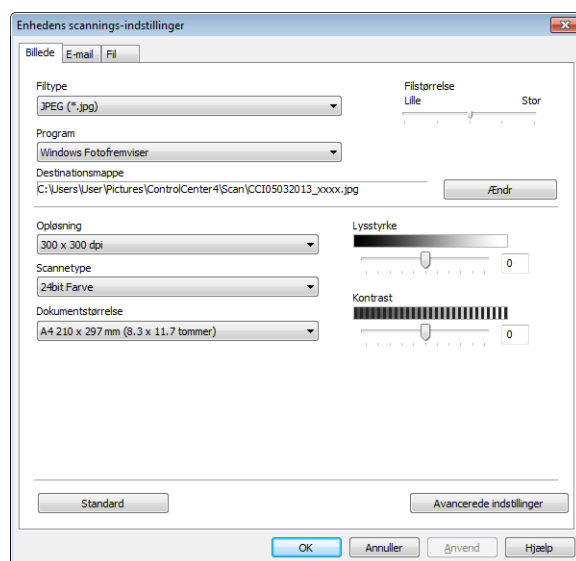 Enhedens scannings-indstillinger
Billede E-mail Fil
Filtype
JPEG (*.jpg)
Filstørrelse
Lille Stor
Program
Windows Fotofremviser
Destinationsmappe
C:\Users\User\Pictures\ControlCenter4\Scan\CCI05032013_xxxx.jpg
Ændr
Opløsning
300 x 300 dpi
Scannetype
24bit Farve
Dokumentstørrelse
A4 210 x 297 mm (8.3 x 11.7 tommer)
Lysstyrke
0
Kontrast
0
Standard
Avancerede indstillinger
OK Annuller Anvend Hjælp